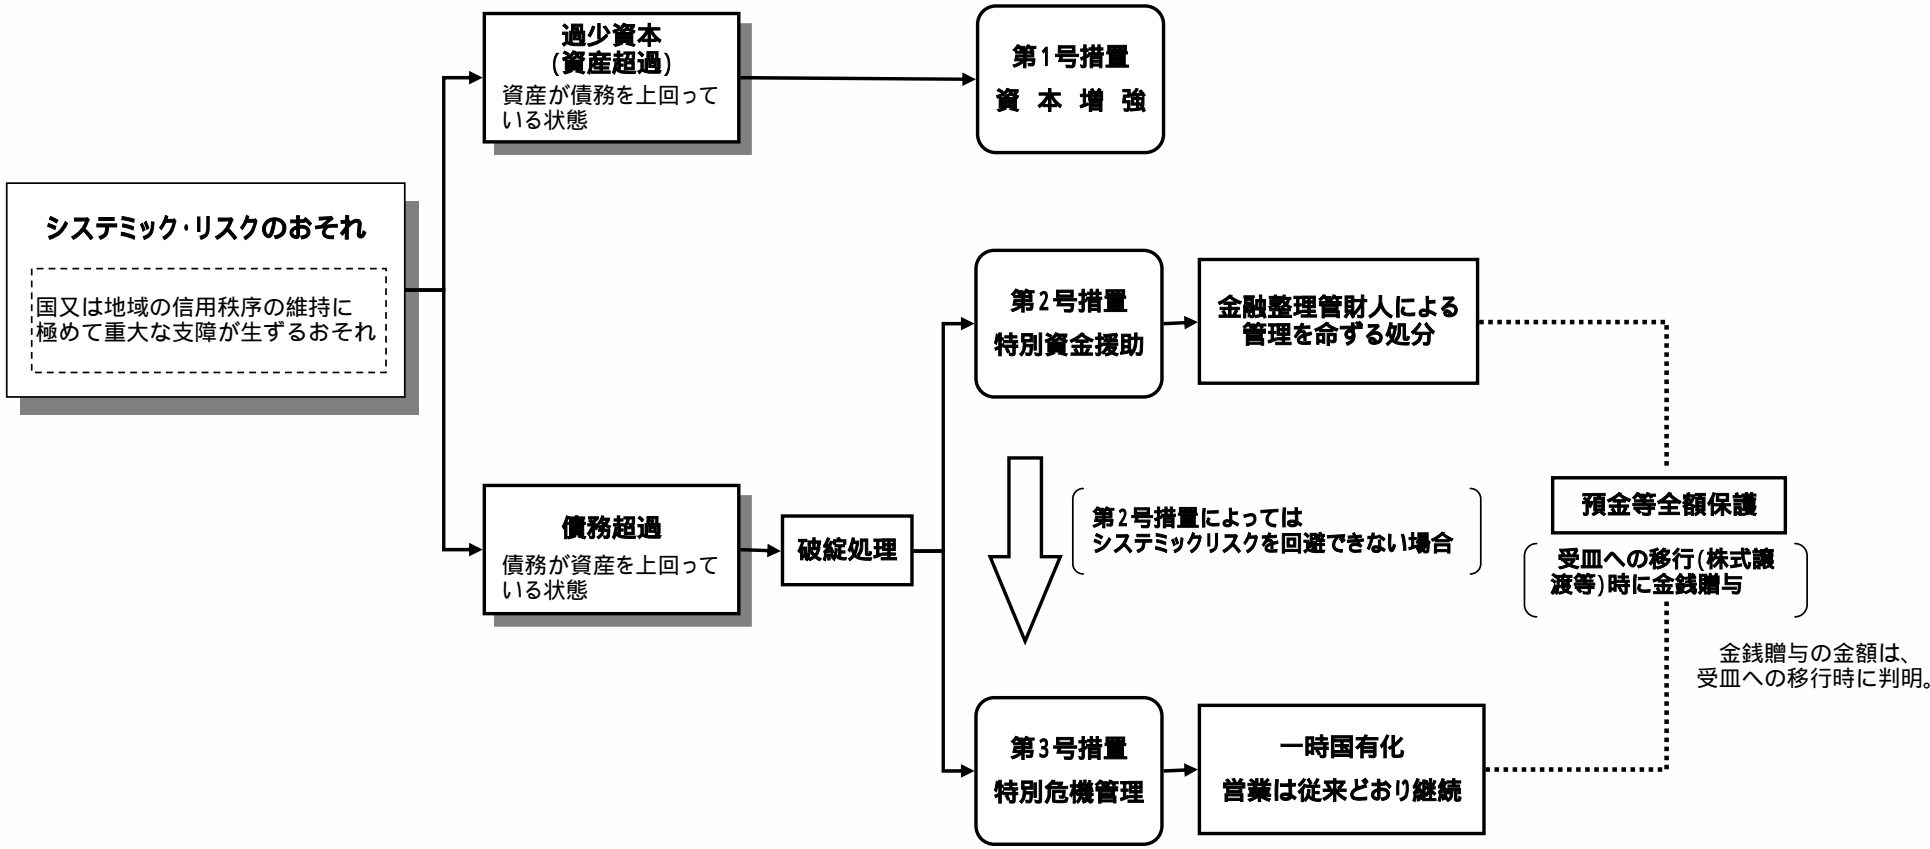 システミック・リスクのおそれ
国又は地域の信用秩序の維持に
極めて重大な支障が生ずるおそれ
過少資本
(資産超過)
資産が債務を上回って
いる状態
第1号措置
資本増強
債務超過
債務が資産を上回って
いる状態
破綻処理
第2号措置
特別資金援助
金融整理管財人による
管理を命ずる処分
第2号措置によっては
システミックリスクを回避できない場合
第3号措置
特別危機管理
一時国有化
営業は従来どおり継続
預金等全額保護
受皿への移行(株式譲
渡等)時に金銭贈与
金銭贈与の金額は、
受皿への移行時に判明。